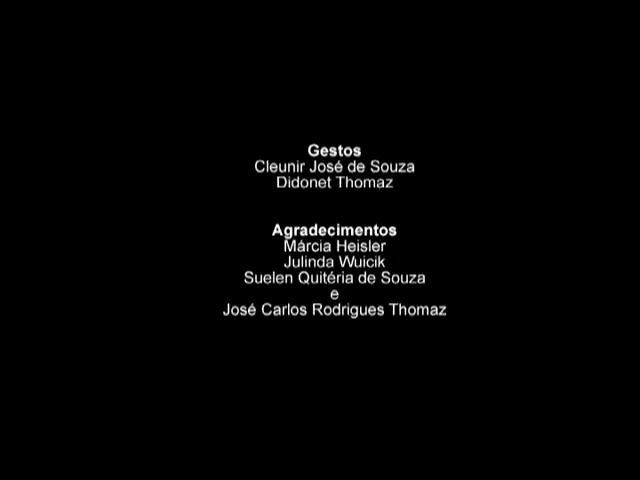 Gestos
Cleunir José de Souza
Didonet Thomaz
Agradecimentos
Márcia Heisler
Julinda Wuicik
Suelen Quitéria de Souza
e
José Carlos Rodrigues Thomaz